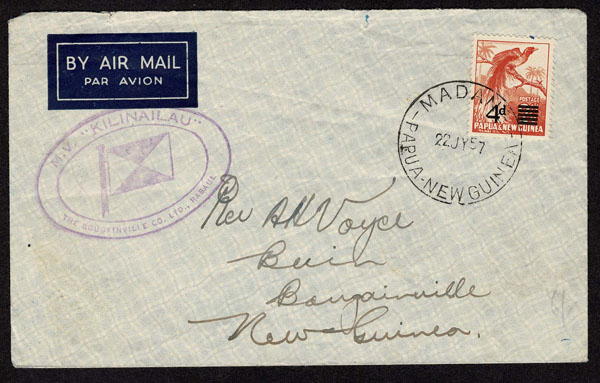 BY AIR MAIL
PAR AVION
M.V. "KILINAILAU"
THE BOUGAINVILLE CO. LTD., RABAUL
POSTAGE
4d
PAPUA & NEW GUINEA
MADANG
22 JY 57
PAPUA-NEW GUINEA
Rev AH Voyce
Buin
Bougainville
New Guinea.